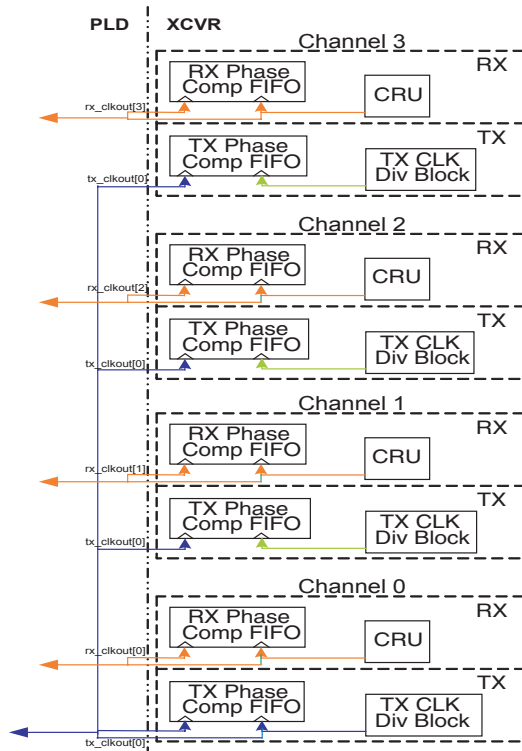 PLD XCVR
Channel 3
RX
RX Phase
Comp FIFO
CRU
rx_clkout[3]
TX
TX Phase
Comp FIFO
TX CLK
Div Block
tx_clkout[0]
Channel 2
RX
RX Phase
Comp FIFO
CRU
rx_clkout[2]
TX
TX Phase
Comp FIFO
TX CLK
Div Block
tx_clkout[0]
Channel 1
RX
RX Phase
Comp FIFO
CRU
rx_clkout[1]
TX
TX Phase
Comp FIFO
TX CLK
Div Block
tx_clkout[0]
Channel 0
RX
RX Phase
Comp FIFO
CRU
rx_clkout[0]
TX
TX Phase
Comp FIFO
TX CLK
Div Block
tx_clkout[0]